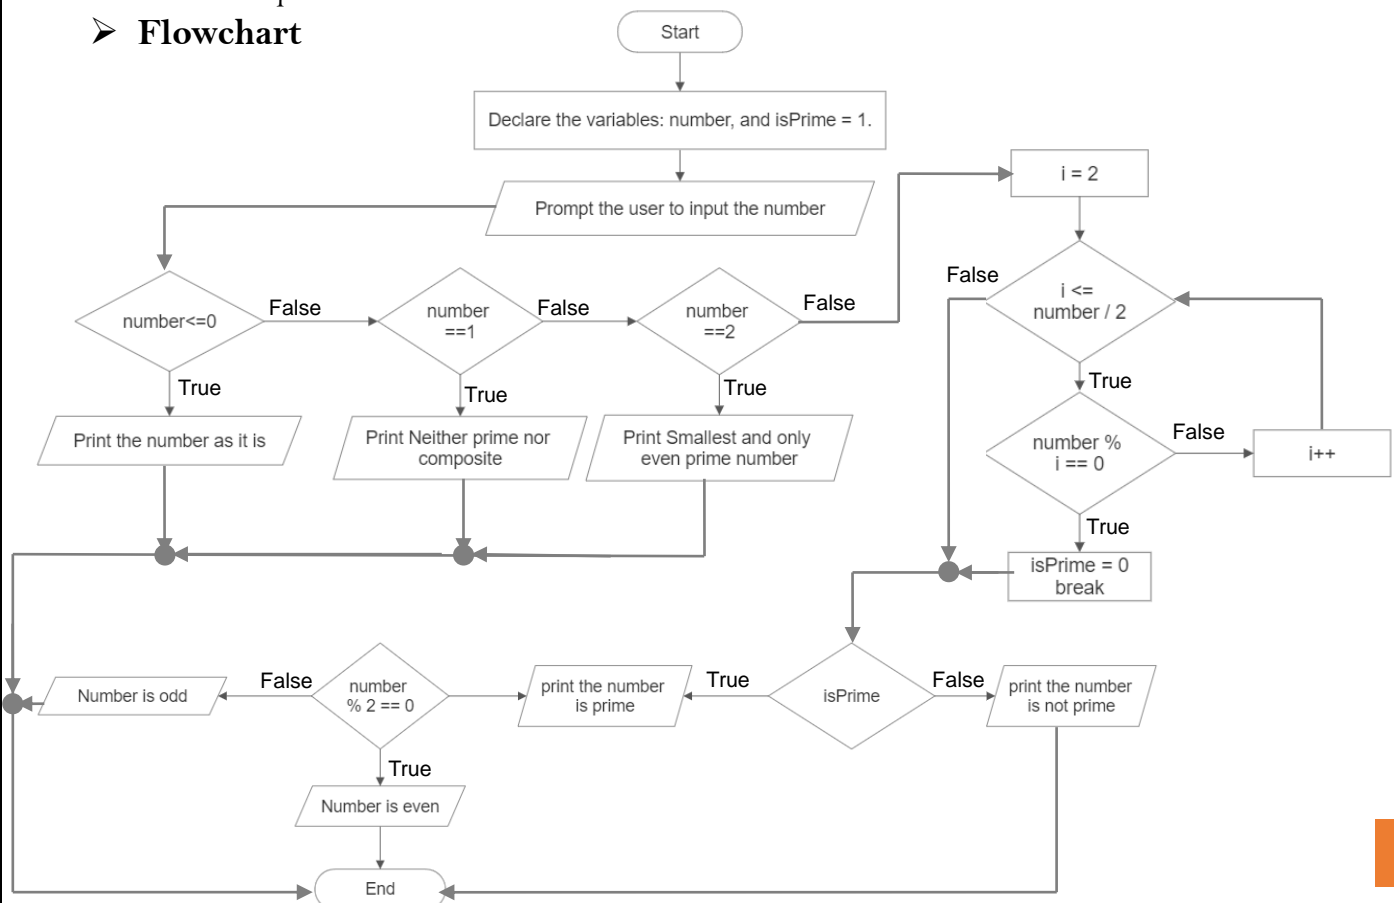 ➢ Flowchart
Start
Declare the variables: number, and isPrime = 1.
Prompt the user to input the number
i = 2
number<=0
False
number
==1
False
number
==2
False
False
i <=
number / 2
True
True
True
True
Print the number as it is
Print Neither prime nor
composite
Print Smallest and only
even prime number
number %
i == 0
False
i++
True
isPrime = 0
break
Number is odd
False
number
% 2 == 0
print the number
is prime
True
isPrime
False
print the number
is not prime
True
Number is even
End